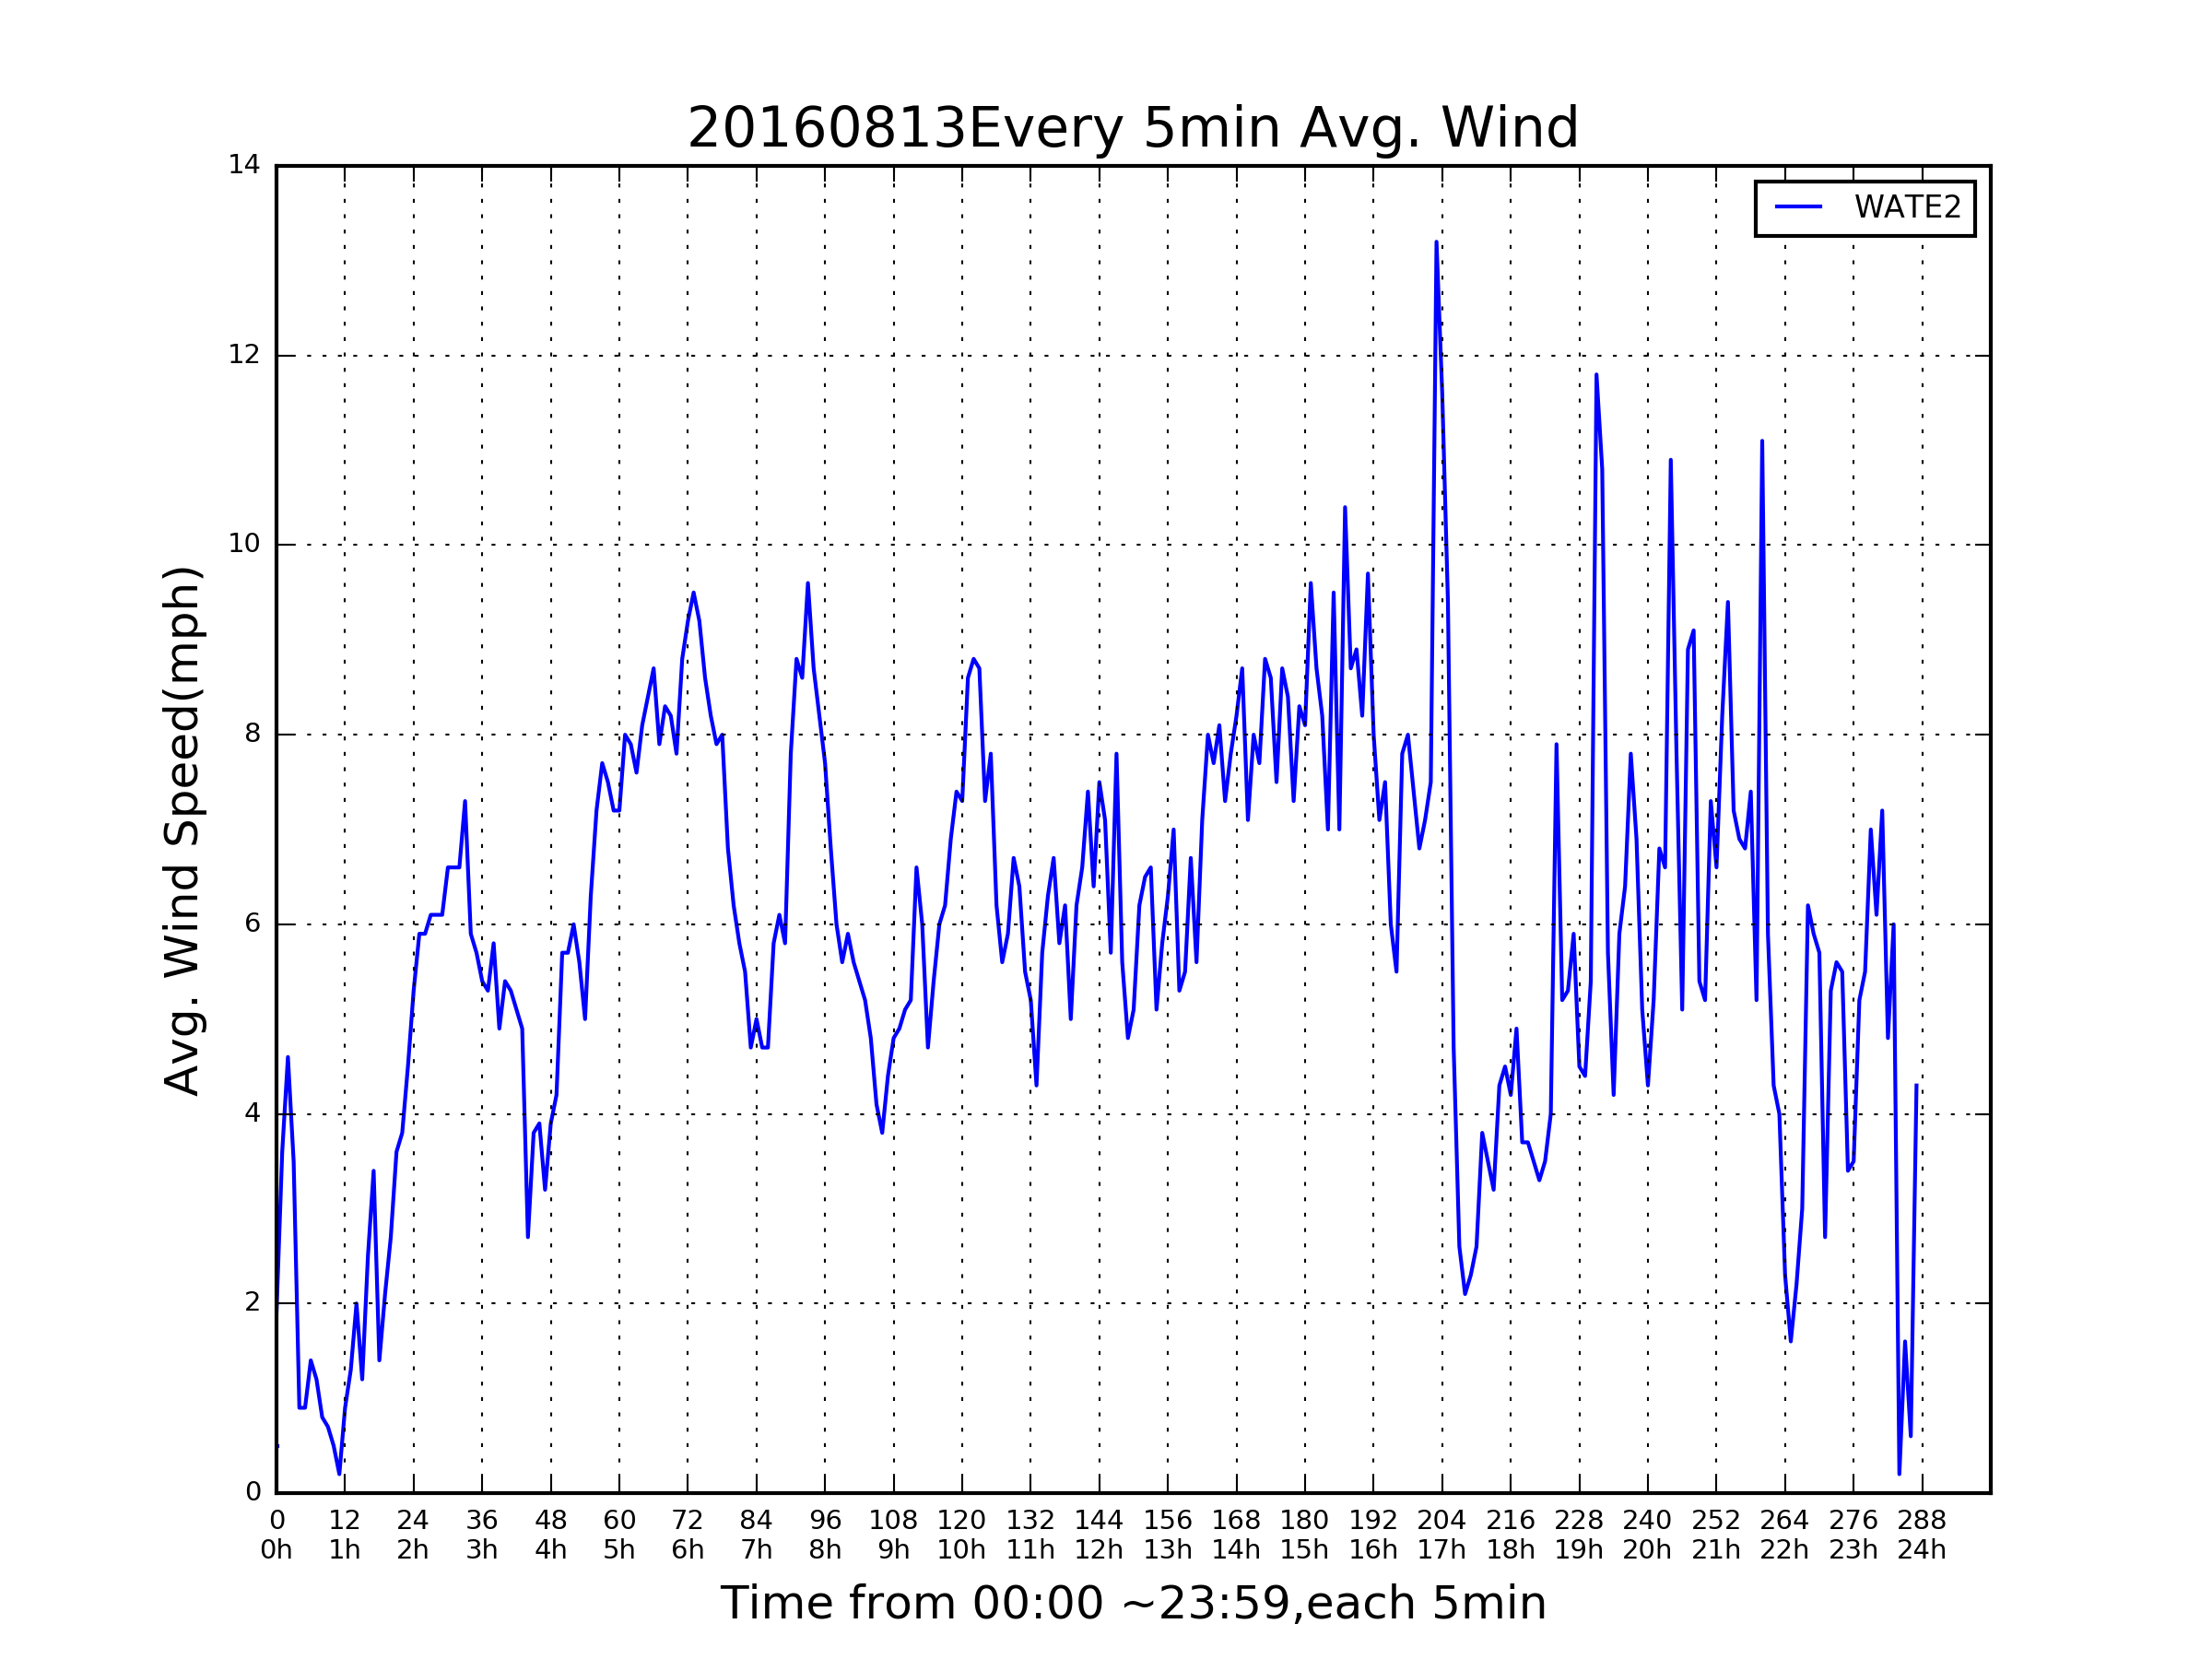 20160813Every 5min Avg. Wind
WATE2
Avg. Wind Speed(mph)
14
12
10
8
6
4
2
0
0 12 24 36 48 60 72 84 96 108 120 132 144 156 168 180 192 204 216 228 240 252 264 276 288
0h 1h 2h 3h 4h 5h 6h 7h 8h 9h 10h 11h 12h 13h 14h 15h 16h 17h 18h 19h 20h 21h 22h 23h 24h
Time from 00:00 ~23:59,each 5min